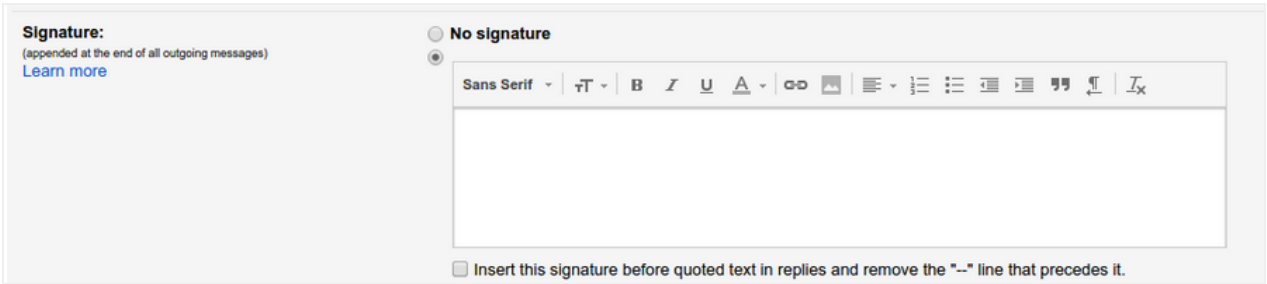 Signature:
(appended at the end of all outgoing messages)
Learn more
No signature
Sans Serif
Insert this signature before quoted text in replies and remove the "--" line that precedes it.